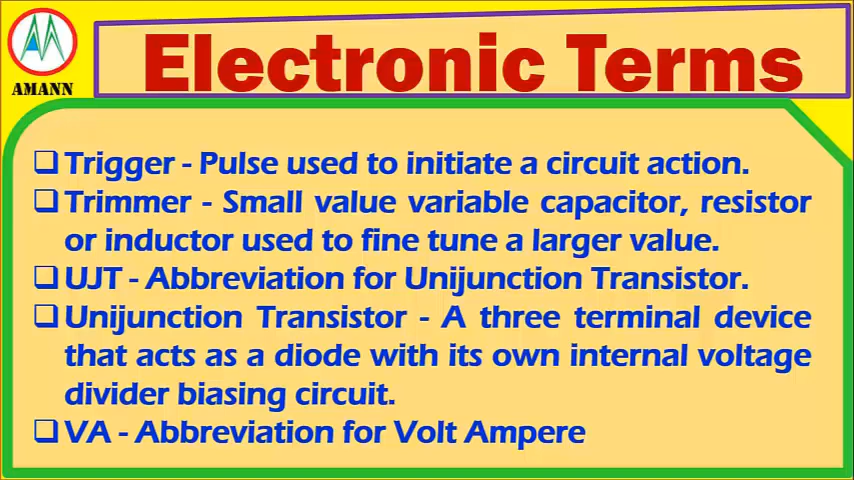 AMANN
Electronic Terms
❑ Trigger - Pulse used to initiate a circuit action.
❑ Trimmer - Small value variable capacitor, resistor
or inductor used to fine tune a larger value.
❑ UJT - Abbreviation for Unijunction Transistor.
❑ Unijunction Transistor - A three terminal device
that acts as a diode with its own internal voltage
divider biasing circuit.
❑ VA - Abbreviation for Volt Ampere